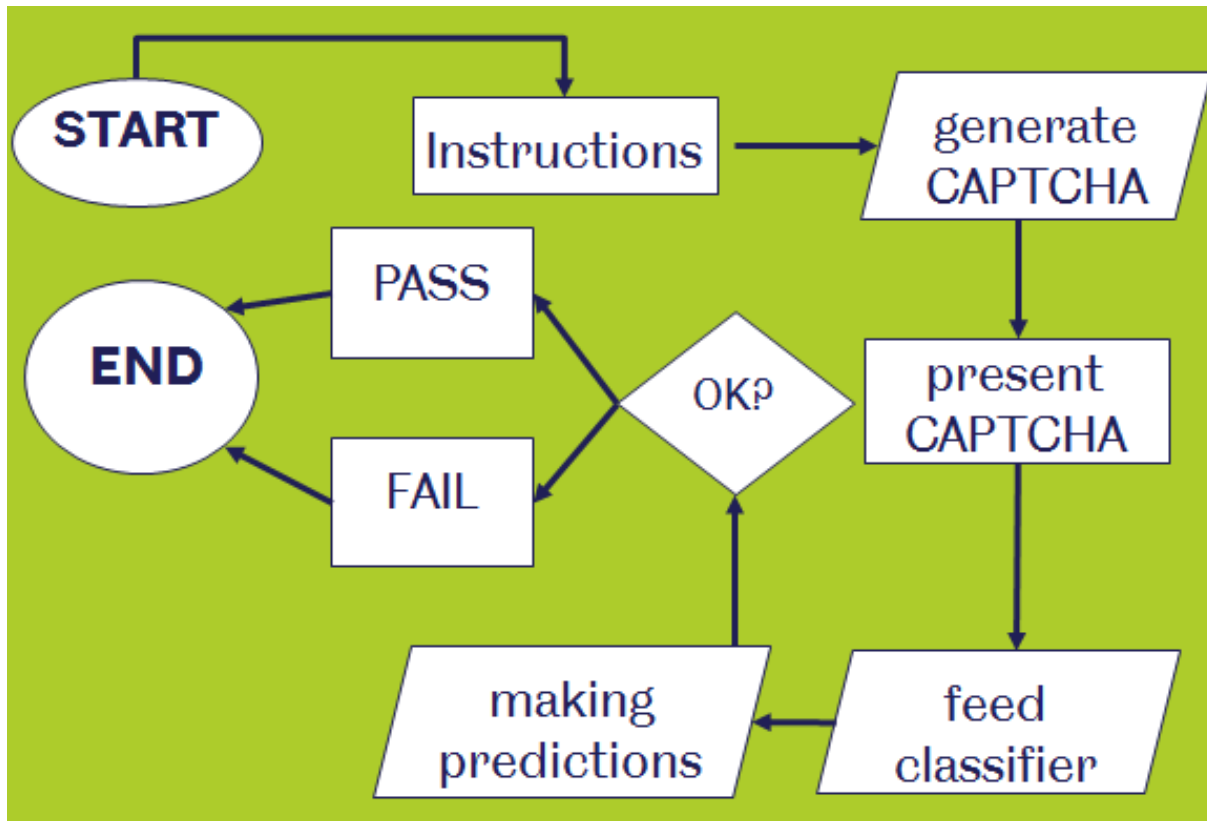 START
Instructions
generate
CAPTCHA
present
CAPTCHA
feed
classifier
making
predictions
OK?
PASS
FAIL
END